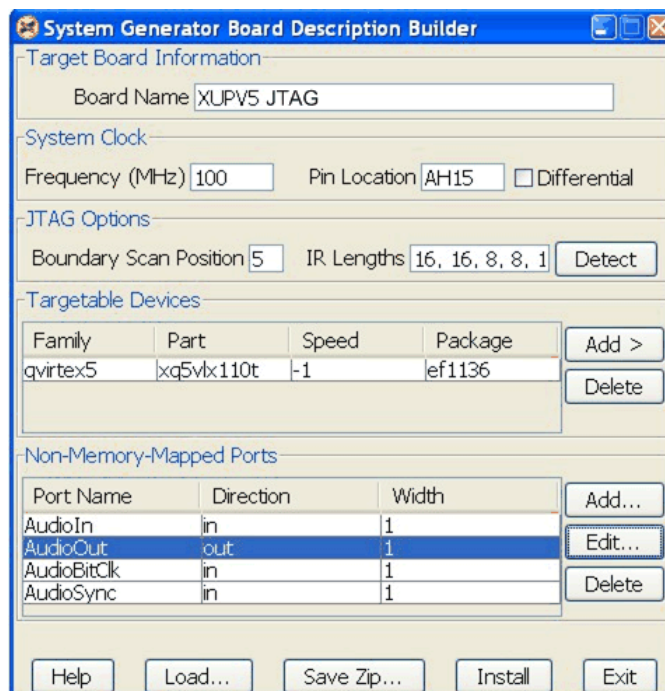 System Generator Board Description Builder
Target Board Information
Board Name XUPV5 JTAG
System Clock
Frequency (MHz) 100 Pin Location AH15 Differential
JTAG Options
Boundary Scan Position 5 IR Lengths 16, 16, 8, 8, 1 Detect
Targetable Devices
Family Part Speed Package Add >
qvirtex5 xq5vlx110t -1 ef1136
Delete
Non-Memory-Mapped Ports
Port Name Direction Width Add...
AudioIn in 1
AudioOut out 1 Edit...
AudioBitClk in 1
AudioSync in 1 Delete
Help Load... Save Zip... Install Exit